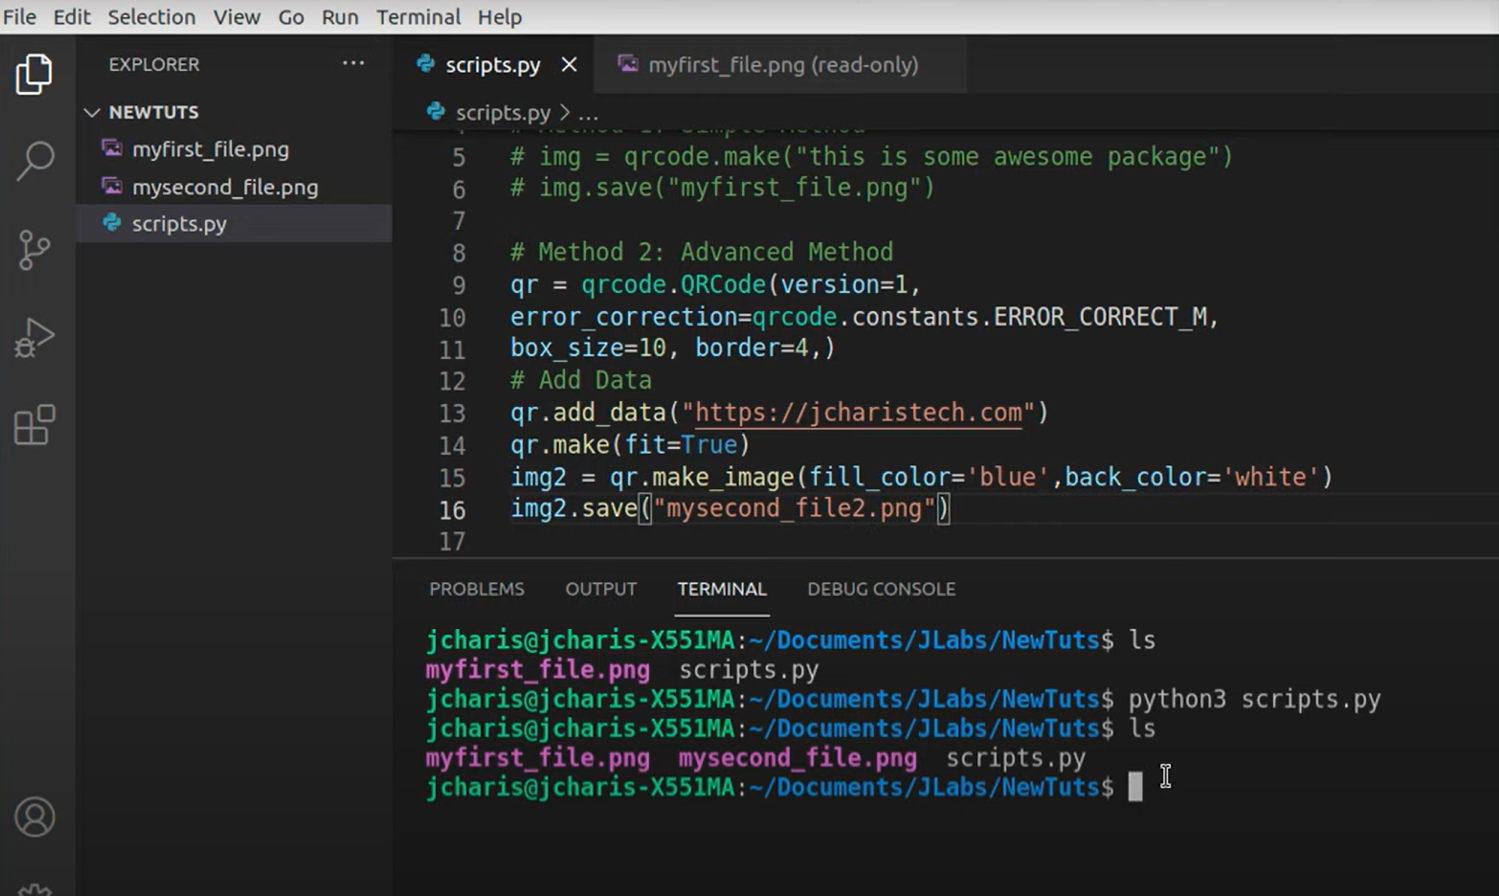 File Edit Selection View Go Run Terminal Help
EXPLORER ...
NEWTUTS
myfirst_file.png
mysecond_file.png
scripts.py
scripts.py
myfirst_file.png (read-only)
scripts.py > ...
4 # Method 1: Simple Method
5 # img = qrcode.make("this is some awesome package")
6 # img.save("myfirst_file.png")
7
8 # Method 2: Advanced Method
9 qr = qrcode.QRCode(version=1,
10 error_correction=qrcode.constants.ERROR_CORRECT_M,
11 box_size=10, border=4,)
12 # Add Data
13 qr.add_data("https://jcharistech.com")
14 qr.make(fit=True)
15 img2 = qr.make_image(fill_color='blue',back_color='white')
16 img2.save("mysecond_file2.png")
17
PROBLEMS OUTPUT TERMINAL DEBUG CONSOLE
jcharis@jcharis-X551MA:~/Documents/JLabs/NewTuts$ ls
myfirst_file.png scripts.py
jcharis@jcharis-X551MA:~/Documents/JLabs/NewTuts$ python3 scripts.py
jcharis@jcharis-X551MA:~/Documents/JLabs/NewTuts$ ls
myfirst_file.png mysecond_file.png scripts.py
jcharis@jcharis-X551MA:~/Documents/JLabs/NewTuts$